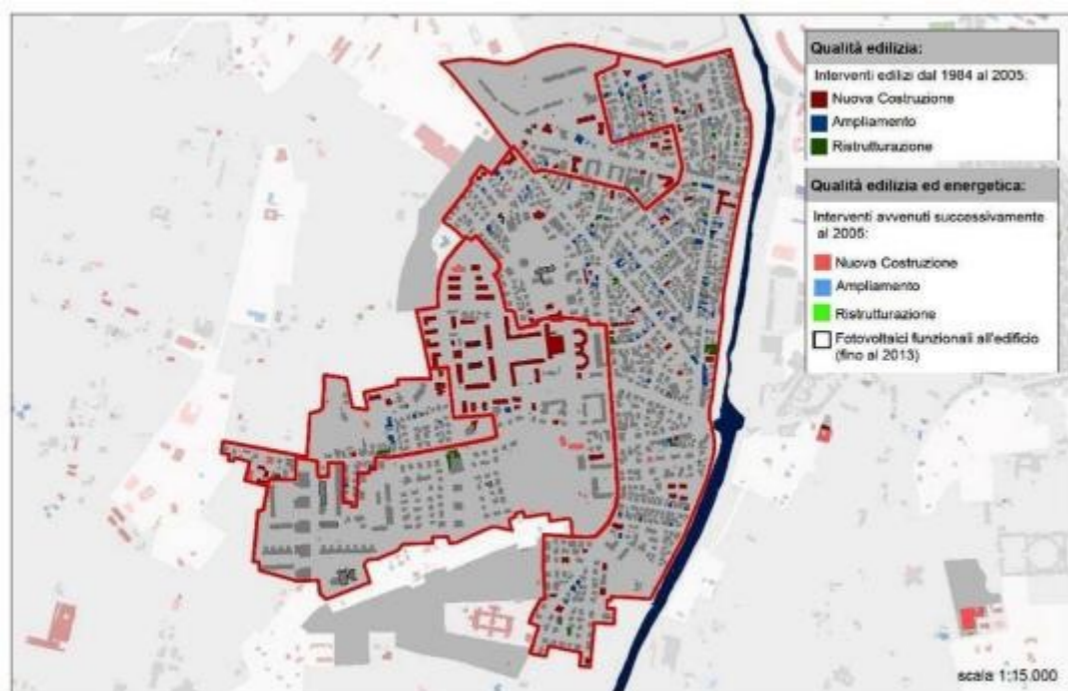 Qualità edilizia:
Interventi edilizi dal 1984 al 2005:
Nuova Costruzione
Ampliamento
Ristrutturazione
Qualità edilizia ed energetica:
Interventi avvenuti successivamente
al 2005:
Nuova Costruzione
Ampliamento
Ristrutturazione
Fotovoltaici funzionali all'edificio
(fino al 2013)
scala 1:15.000